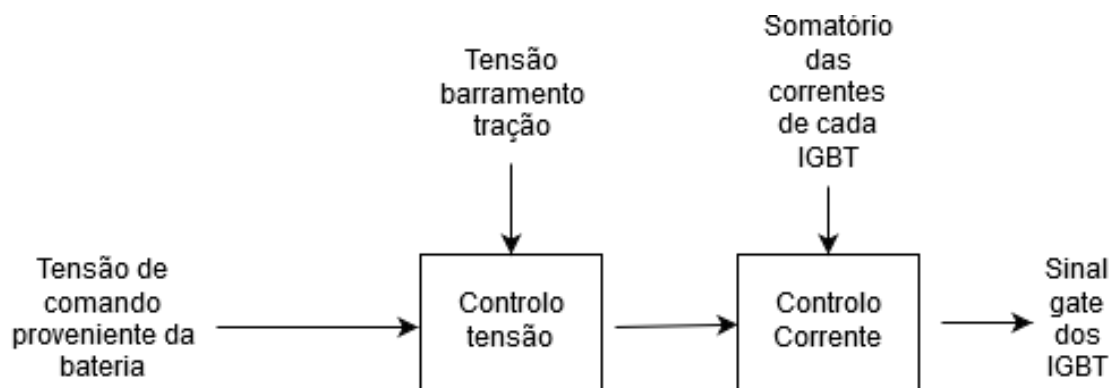 Tensão de
comando
proveniente da
bateria
Tensão
barramento
tração
Controlo
tensão
Somatório
das
correntes
de cada
IGBT
Controlo
Corrente
Sinal
gate
dos
IGBT